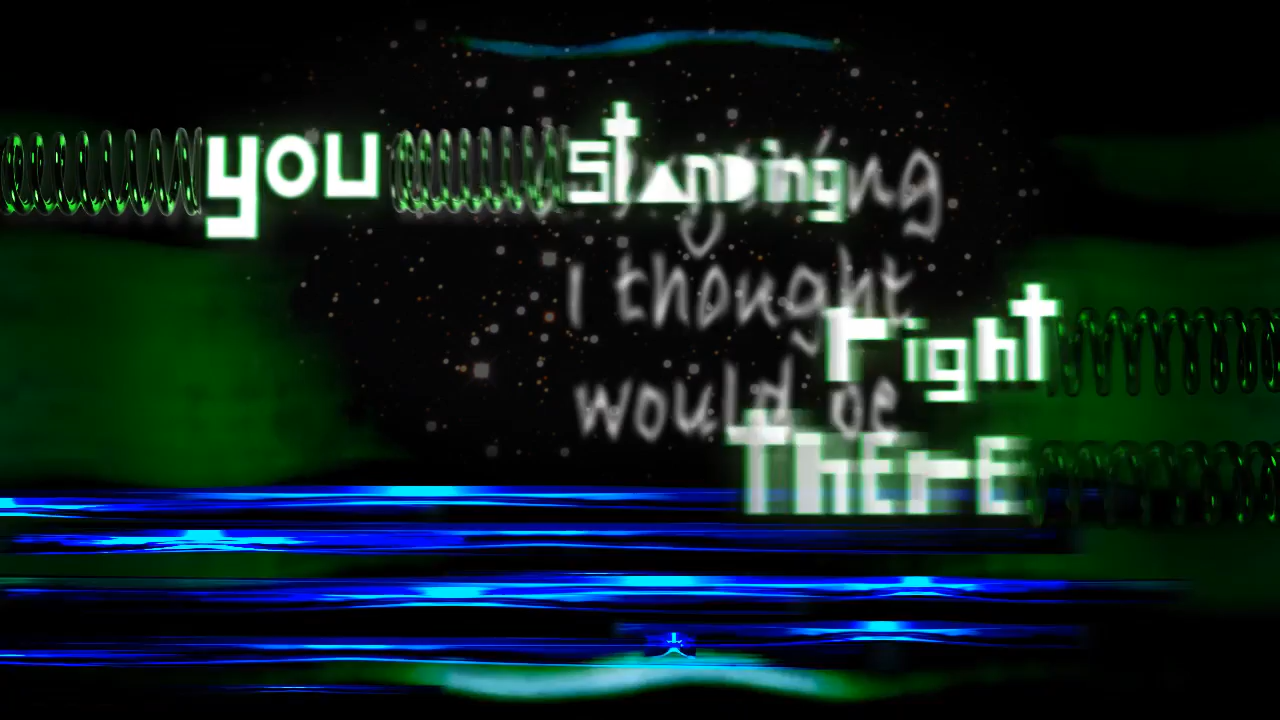 you standing
I thought
right
would be
there